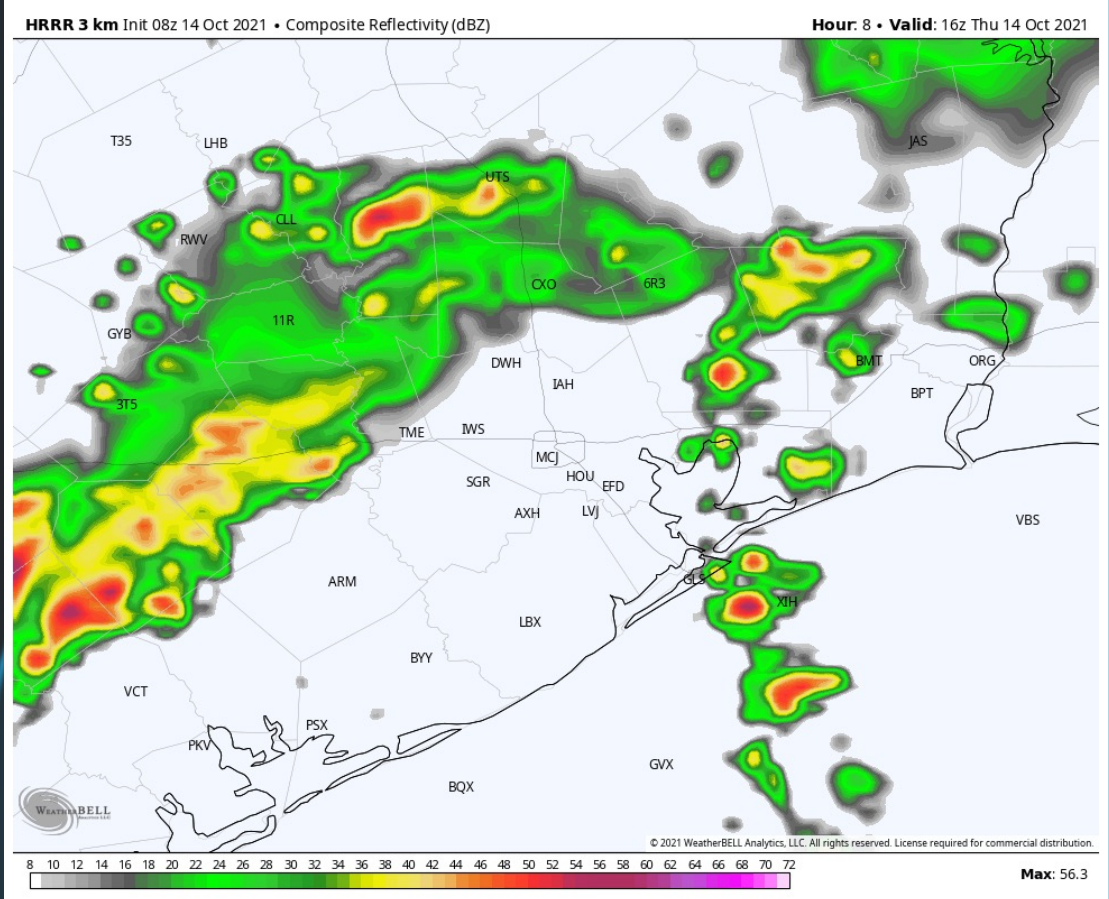 HRRR 3 km Init 08z 14 Oct 2021 • Composite Reflectivity (dBZ) Hour: 8 • Valid: 16z Thu 14 Oct 2021
T35
LHB
JAS
UTS
CLL
RWV
CXO
6R3
11R
GYB
DWH
BMT
ORG
IAH
BPT
3T5
TME
IWS
MCJ
HOU
SGR
EFD
AXH
LVJ
VBS
GLS
ARM
XIH
LBX
BYY
VCT
PSX
PKV
GVX
BQX
WEATHERBELL
© 2021 WeatherBELL Analytics, LLC. All rights reserved. License required for commercial distribution.
8 10 12 14 16 18 20 22 24 26 28 30 32 34 36 38 40 42 44 46 48 50 52 54 56 58 60 62 64 66 68 70 72
Max: 56.3